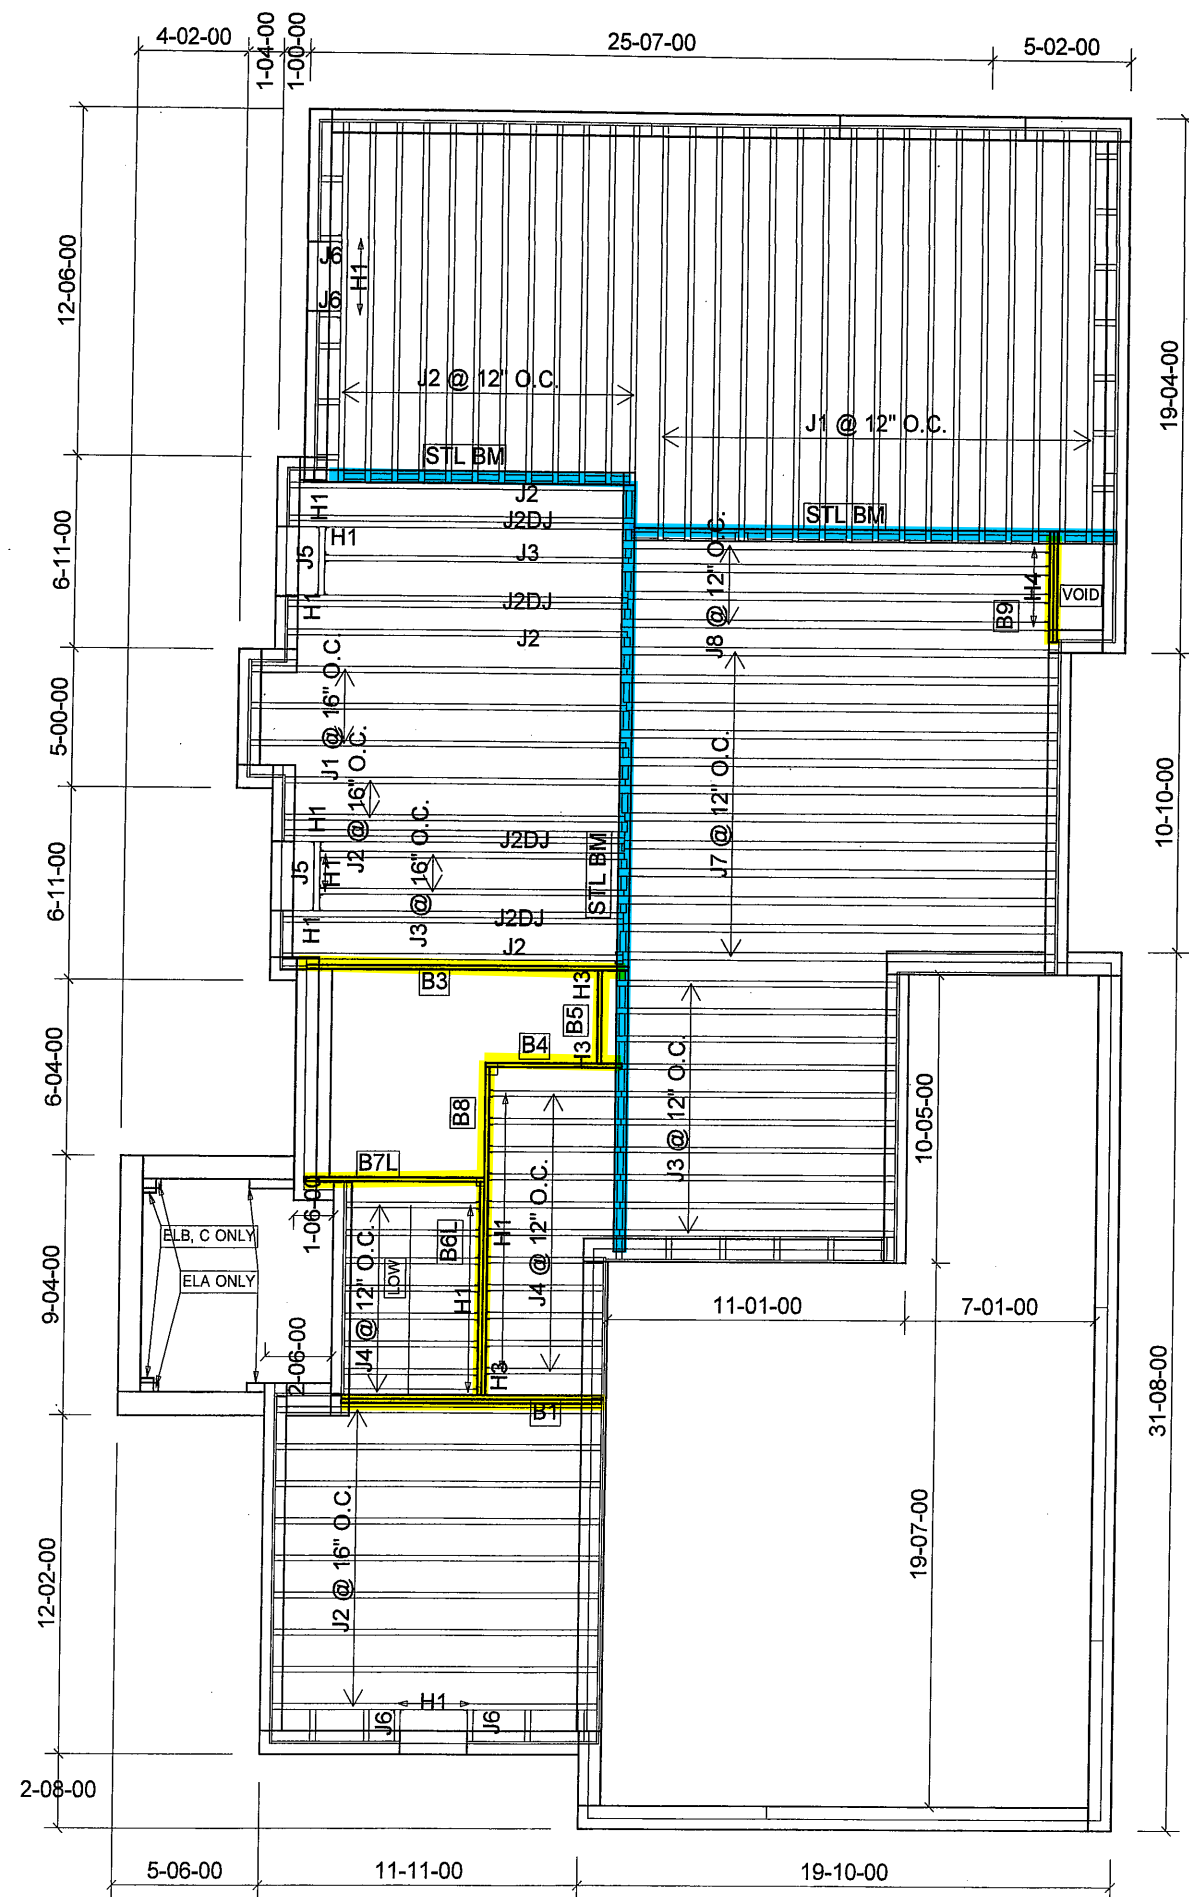 4-02-00
1-04-00
1-00-00
25-07-00
5-02-00
12-06-00
19-04-00
J6
H1
J6
J2 @ 12" O.C.
J1 @ 12" O.C.
STL BM
STL BM
6-11-00
H1
J2
J2DJ
H1
J5
J3
H1
J2DJ
J2
J8 @ 12" O.C.
H4
B9
VOID
5-00-00
J1 @ 16" O.C.
J2 @ 16" O.C.
J7 @ 12" O.C.
10-10-00
6-11-00
H1
J2DJ
J5
H1
J3 @ 16" O.C.
STL BM
H1
J2DJ
J2
B3
H3
B5
B4
H3
6-04-00
B8
J3 @ 12" O.C.
10-05-00
B7L
1-06-00
ELB, C ONLY
ELA ONLY
9-04-00
LOW
J4 @ 12" O.C.
B6L
H1
H1
J4 @ 12" O.C.
11-01-00
7-01-00
2-06-00
H3
B1
31-08-00
12-02-00
J2 @ 16" O.C.
19-07-00
H1
J6
J6
2-08-00
5-06-00
11-11-00
19-10-00